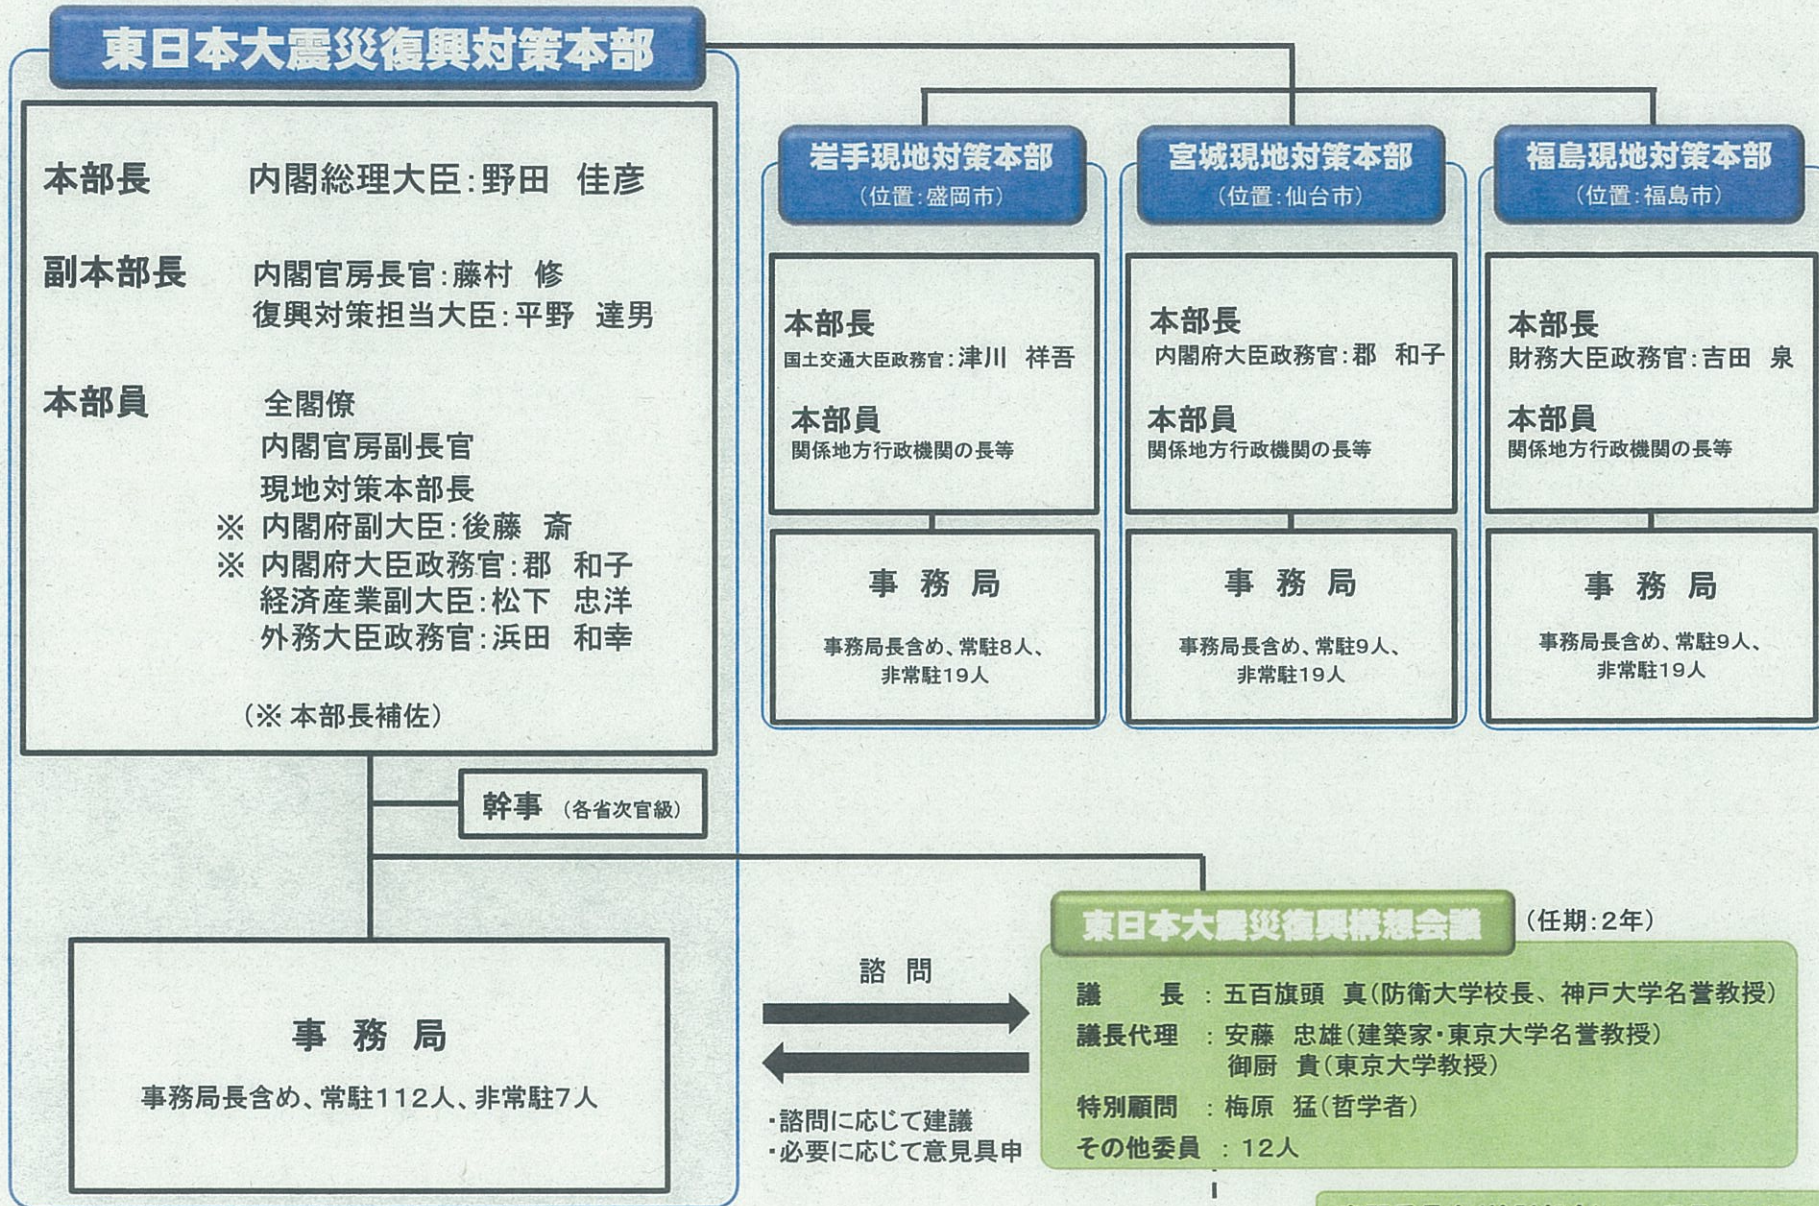 東日本大震災復興対策本部
本部長 内閣総理大臣:野田 佳彦
副本部長 内閣官房長官:藤村 修
復興対策担当大臣:平野 達男
本部員 全閣僚
内閣官房副長官
現地対策本部長
※ 内閣府副大臣:後藤 斎
※ 内閣府大臣政務官:郡 和子
経済産業副大臣:松下 忠洋
外務大臣政務官:浜田 和幸
(※ 本部長補佐)
幹事 (各省次官級)
事 務 局
事務局長含め、常駐112人、非常駐7人
岩手現地対策本部
(位置:盛岡市)
本部長
国土交通大臣政務官:津川 祥吾
本部員
関係地方行政機関の長等
事 務 局
事務局長含め、常駐8人、
非常駐19人
宮城現地対策本部
(位置:仙台市)
本部長
内閣府大臣政務官:郡 和子
本部員
関係地方行政機関の長等
事 務 局
事務局長含め、常駐9人、
非常駐19人
福島現地対策本部
(位置:福島市)
本部長
財務大臣政務官:吉田 泉
本部員
関係地方行政機関の長等
事 務 局
事務局長含め、常駐9人、
非常駐19人
諮 問
・諮問に応じて建議
・必要に応じて意見具申
東日本大震災復興構想会議 (任期:2年)
議 長 : 五百旗頭 真(防衛大学校長、神戸大学名誉教授)
議長代理 : 安藤 忠雄(建築家・東京大学名誉教授)
御厨 貴(東京大学教授)
特別顧問 : 梅原 猛(哲学者)
その他委員 : 12人